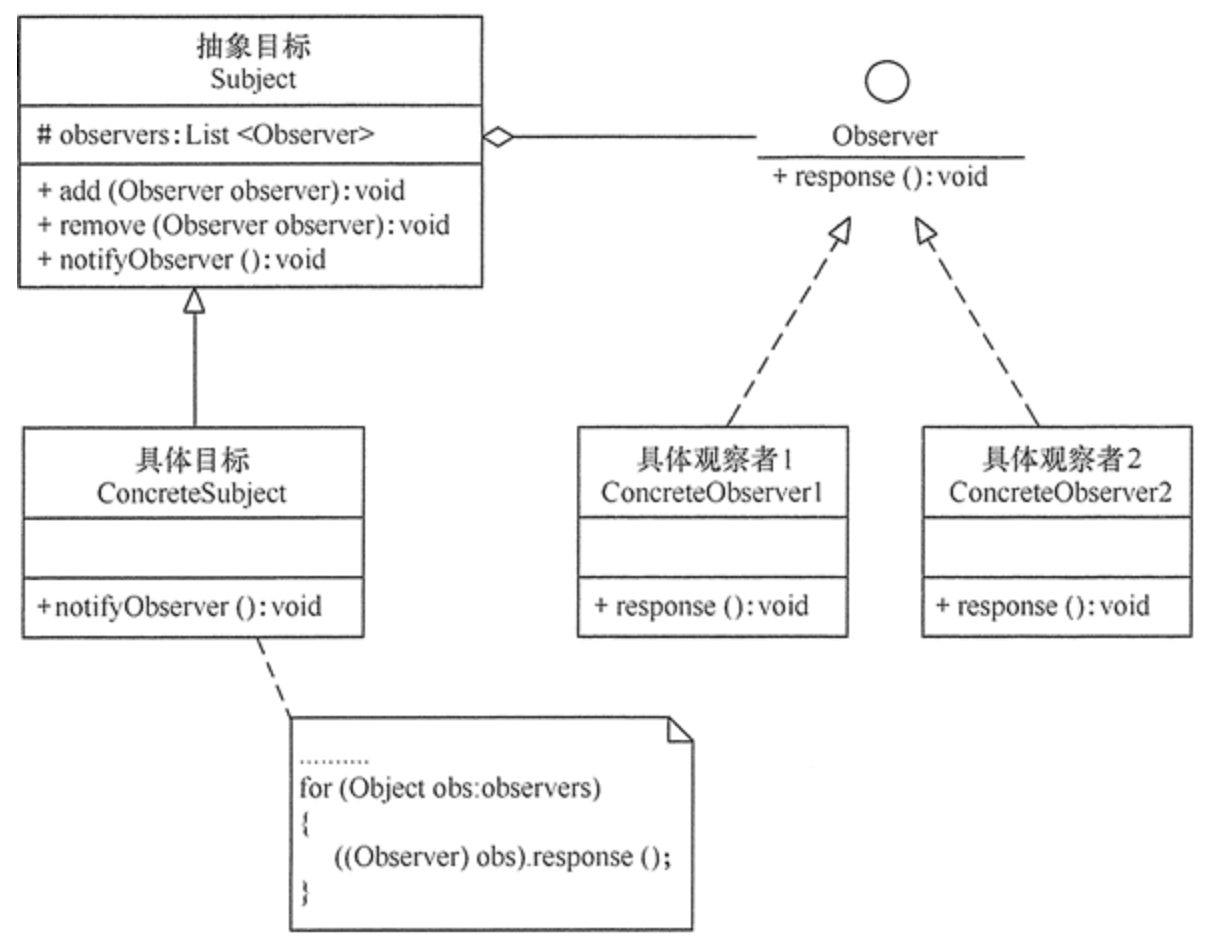 抽象目标
Subject
# observers:List <Observer>
+ add (Observer observer):void
+ remove (Observer observer):void
+ notifyObserver ():void
Observer
+ response ():void
具体目标
ConcreteSubject
+notifyObserver ():void
具体观察者1
ConcreteObserver1
+ response ():void
具体观察者2
ConcreteObserver2
+ response ():void
..........
for (Object obs:observers)
{
((Observer) obs).response ();
}